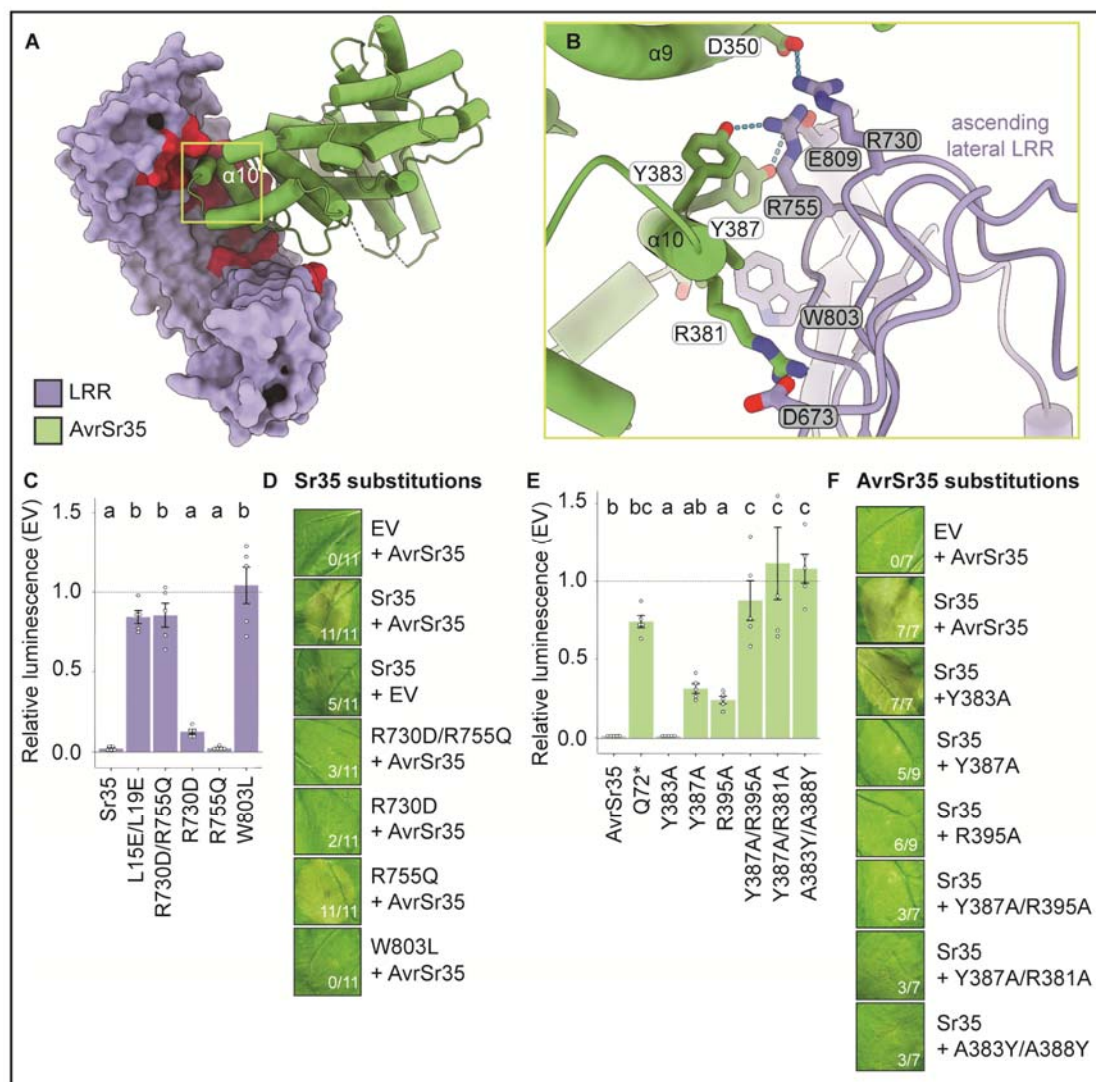 A
α10
LRR
AvrSr35
B
α9
D350
Y383
E809
R730
ascending
lateral LRR
R755
Y387
α10
W803
R381
D673
C
Relative luminescence (EV)
1.5
1.0
0.5
0.0
a b b a a b
Sr35
L15E/L19E
R730D/R755Q
R730D
R755Q
W803L
D Sr35 substitutions
EV
+ AvrSr35
0/11
Sr35
+ AvrSr35
11/11
Sr35
+ EV
5/11
R730D/R755Q
+ AvrSr35
3/11
R730D
+ AvrSr35
2/11
R755Q
+ AvrSr35
11/11
W803L
+ AvrSr35
0/11
E
Relative luminescence (EV)
1.5
1.0
0.5
0.0
b bc a ab a c c c
AvrSr35
Q72*
Y383A
Y387A
R395A
Y387A/R395A
Y387A/R381A
A383Y/A388Y
F AvrSr35 substitutions
EV
+ AvrSr35
0/7
Sr35
+ AvrSr35
7/7
Sr35
+Y383A
7/7
Sr35
+ Y387A
5/9
Sr35
+ R395A
6/9
Sr35
+ Y387A/R395A
3/7
Sr35
+ Y387A/R381A
3/7
Sr35
+ A383Y/A388Y
3/7